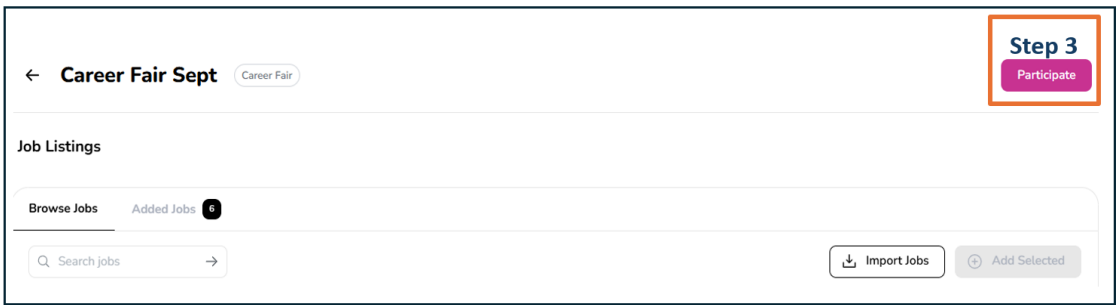 Step 3
Career Fair Sept Career Fair Participate
Job Listings
Browse Jobs Added Jobs 6
Search jobs Import Jobs Add Selected